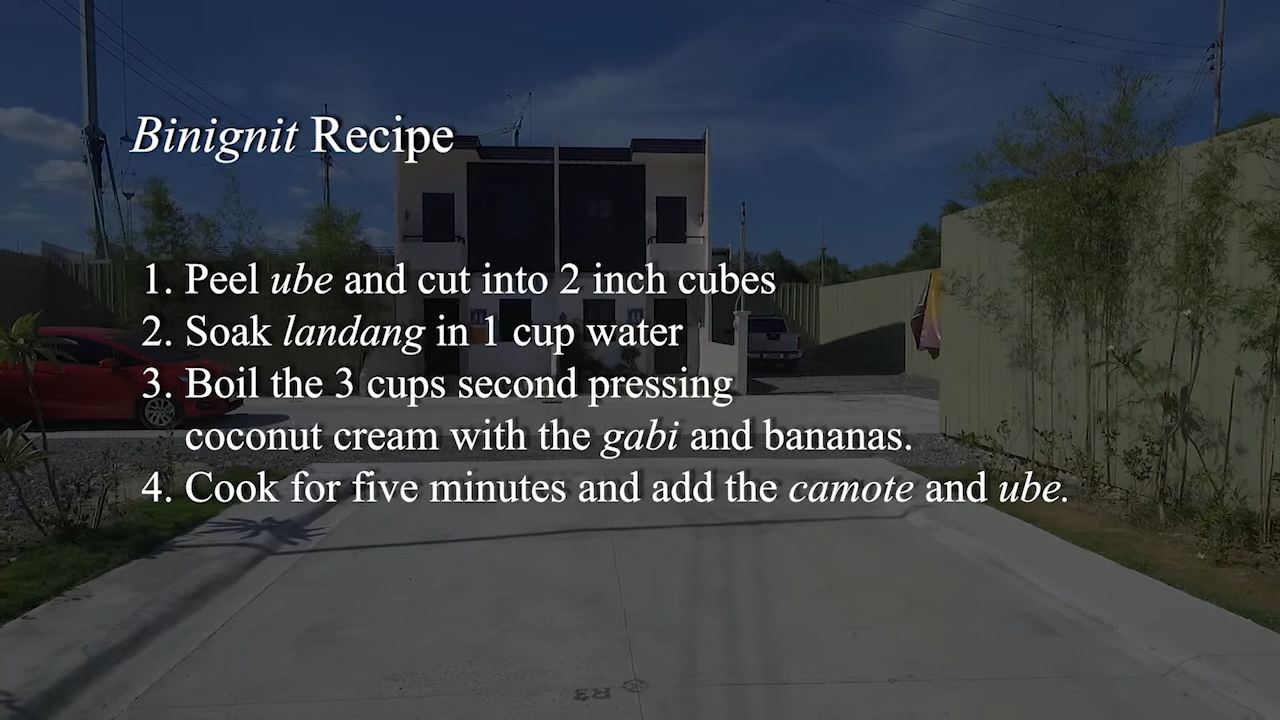 Binignit Recipe
1. Peel ube and cut into 2 inch cubes
2. Soak landang in 1 cup water
3. Boil the 3 cups second pressing
coconut cream with the gabi and bananas.
4. Cook for five minutes and add the camote and ube.